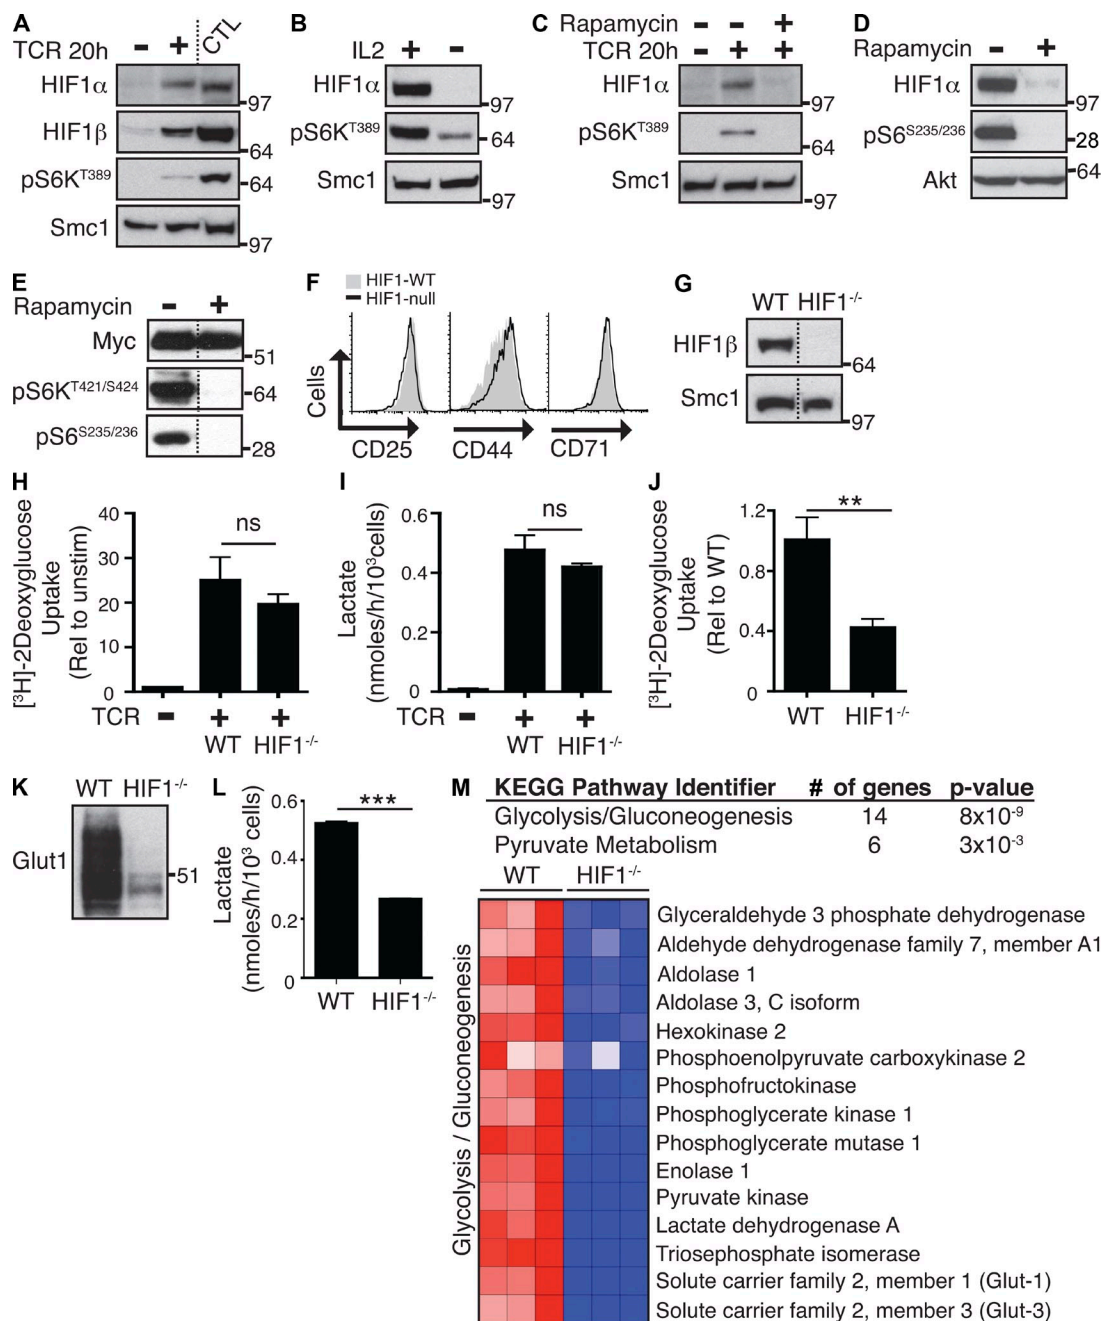 A
TCR 20h - + CTL
HIF1α
97
HIF1β
64
pS6K^T389
64
Smc1
97
B
IL2 + -
HIF1α
97
pS6K^T389
64
Smc1
97
C
Rapamycin - - +
TCR 20h - + +
HIF1α
97
pS6K^T389
64
Smc1
97
D
Rapamycin - +
HIF1α
97
pS6^S235/236
28
Akt
64
E
Rapamycin - +
Myc
51
pS6K^T421/S424
64
pS6^S235/236
28
F
HIF1-WT
HIF1-null
Cells
CD25 CD44 CD71
G
WT HIF1^-/-
HIF1β
64
Smc1
97
H
[³H]-2Deoxyglucose
Uptake
(Rel to unstim)
40
30
20
10
0
ns
TCR - + +
WT HIF1^-/-
I
Lactate
(nmoles/h/10³cells)
0.6
0.4
0.2
0
ns
TCR - + +
WT HIF1^-/-
J
[³H]-2Deoxyglucose
Uptake
(Rel to WT)
1.2
0.8
0.4
0
**
WT HIF1^-/-
K
WT HIF1^-/-
Glut1
51
L
Lactate
(nmoles/h/10³ cells)
0.6
0.4
0.2
0
***
WT HIF1^-/-
M
KEGG Pathway Identifier # of genes p-value
Glycolysis/Gluconeogenesis 14 8x10^-9
Pyruvate Metabolism 6 3x10^-3
WT HIF1^-/-
Glycolysis / Gluconeogenesis
Glyceraldehyde 3 phosphate dehydrogenase
Aldehyde dehydrogenase family 7, member A1
Aldolase 1
Aldolase 3, C isoform
Hexokinase 2
Phosphoenolpyruvate carboxykinase 2
Phosphofructokinase
Phosphoglycerate kinase 1
Phosphoglycerate mutase 1
Enolase 1
Pyruvate kinase
Lactate dehydrogenase A
Triosephosphate isomerase
Solute carrier family 2, member 1 (Glut-1)
Solute carrier family 2, member 3 (Glut-3)